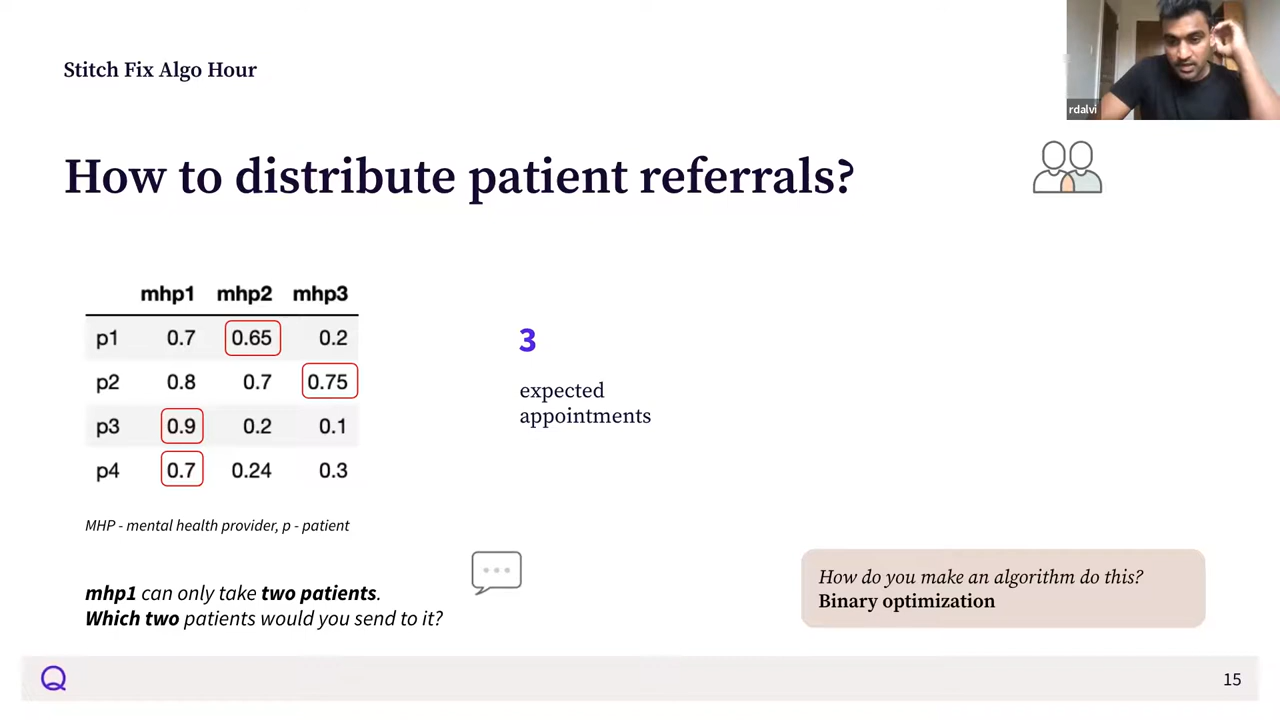 Stitch Fix Algo Hour
rdalvi
How to distribute patient referrals?
mhp1 mhp2 mhp3
p1 0.7 0.65 0.2
p2 0.8 0.7 0.75
p3 0.9 0.2 0.1
p4 0.7 0.24 0.3
3
expected
appointments
MHP - mental health provider, p - patient
mhp1 can only take two patients.
Which two patients would you send to it?
How do you make an algorithm do this?
Binary optimization
15